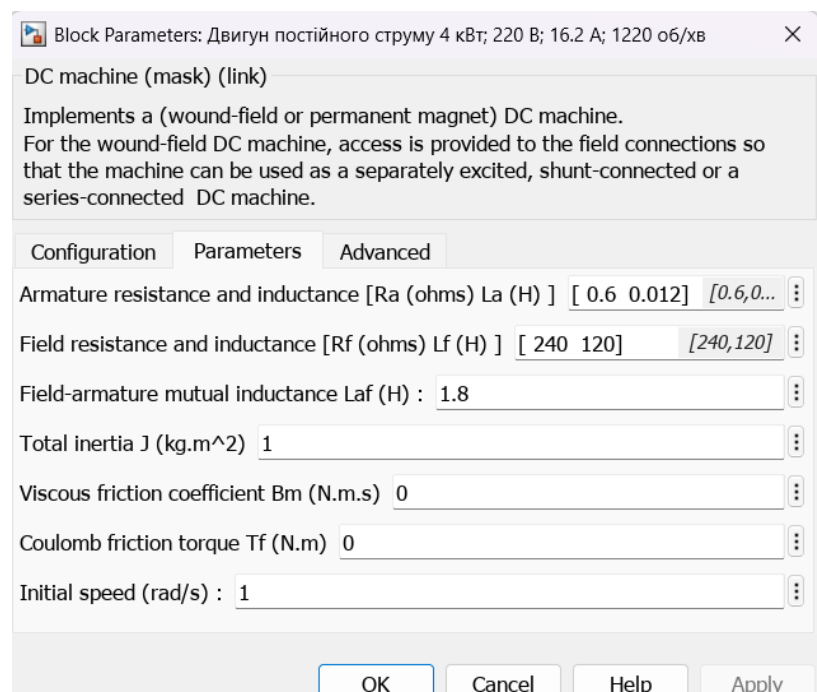 Block Parameters: Двигун постійного струму 4 кВт; 220 В; 16.2 А; 1220 об/хв
DC machine (mask) (link)
Implements a (wound-field or permanent magnet) DC machine.
For the wound-field DC machine, access is provided to the field connections so
that the machine can be used as a separately excited, shunt-connected or a
series-connected DC machine.
Configuration Parameters Advanced
Armature resistance and inductance [Ra (ohms) La (H) ] [ 0.6 0.012] [0.6,0...
Field resistance and inductance [Rf (ohms) Lf (H) ] [ 240 120] [240,120]
Field-armature mutual inductance Laf (H) : 1.8
Total inertia J (kg.m^2) 1
Viscous friction coefficient Bm (N.m.s) 0
Coulomb friction torque Tf (N.m) 0
Initial speed (rad/s) : 1
OK Cancel Help Apply